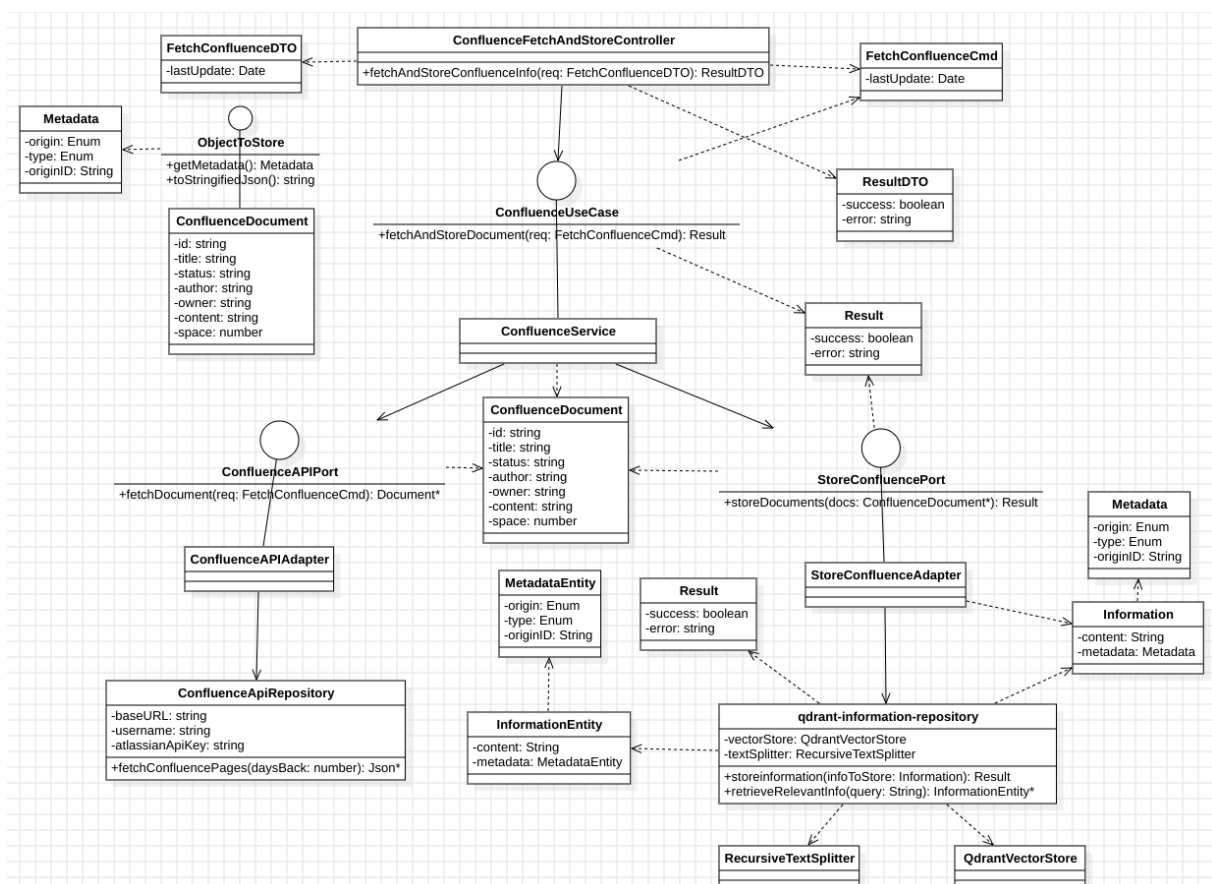 ConfluenceFetchAndStoreController
+fetchAndStoreConfluenceInfo(req: FetchConfluenceDTO): ResultDTO
FetchConfluenceDTO
-lastUpdate: Date
FetchConfluenceCmd
-lastUpdate: Date
Metadata
-origin: Enum
-type: Enum
-originID: String
ObjectToStore
+getMetadata(): Metadata
+toStringifiedJson(): string
ConfluenceDocument
-id: string
-title: string
-status: string
-author: string
-owner: string
-content: string
-space: number
ConfluenceUseCase
+fetchAndStoreDocument(req: FetchConfluenceCmd): Result
ResultDTO
-success: boolean
-error: string
ConfluenceService
Result
-success: boolean
-error: string
ConfluenceAPIPort
+fetchDocument(req: FetchConfluenceCmd): Document*
ConfluenceDocument
-id: string
-title: string
-status: string
-author: string
-owner: string
-content: string
-space: number
StoreConfluencePort
+storeDocuments(docs: ConfluenceDocument*): Result
Metadata
-origin: Enum
-type: Enum
-originID: String
ConfluenceAPIAdapter
MetadataEntity
-origin: Enum
-type: Enum
-originID: String
Result
-success: boolean
-error: string
StoreConfluenceAdapter
Information
-content: String
-metadata: Metadata
ConfluenceApiRepository
-baseURL: string
-username: string
-atlassianApiKey: string
+fetchConfluencePages(daysBack: number): Json*
InformationEntity
-content: String
-metadata: MetadataEntity
qdrant-information-repository
-vectorStore: QdrantVectorStore
-textSplitter: RecursiveTextSplitter
+storeinformation(infoToStore: Information): Result
+retrieveRelevantInfo(query: String): InformationEntity*
RecursiveTextSplitter
QdrantVectorStore